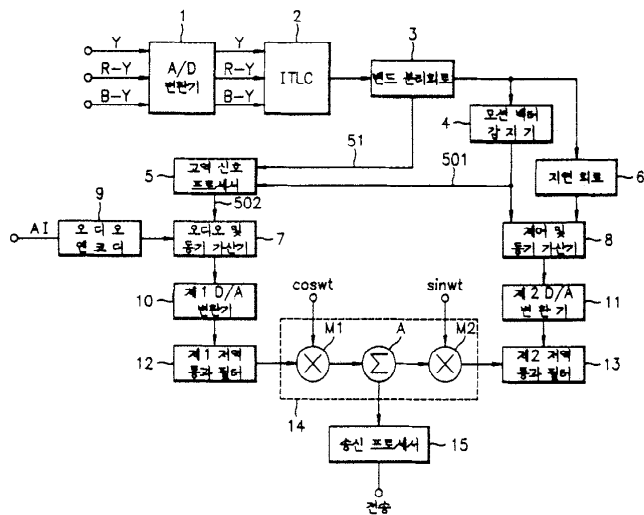 1
2
3
Y
R-Y
B-Y
A/D
변환기
Y
R-Y
B-Y
ITLC
밴드 분리회로
4
모션 벡터
감지기
51
501
5
고역 신호
프로세서
502
지연 회로
6
9
AI
오디오
엔코더
오디오 및
동기 가산기
7
제어 및
동기 가산기
8
10
제1 D/A
변환기
coswt
sinwt
제2 D/A
변환기
11
M1
A
M2
12
제1 저역
통과 필터
Σ
제2 저역
통과 필터
13
14
송신 프로세서
15
전송